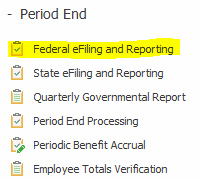 - Period End
Federal eFiling and Reporting
State eFiling and Reporting
Quarterly Governmental Report
Period End Processing
Periodic Benefit Accrual
Employee Totals Verification